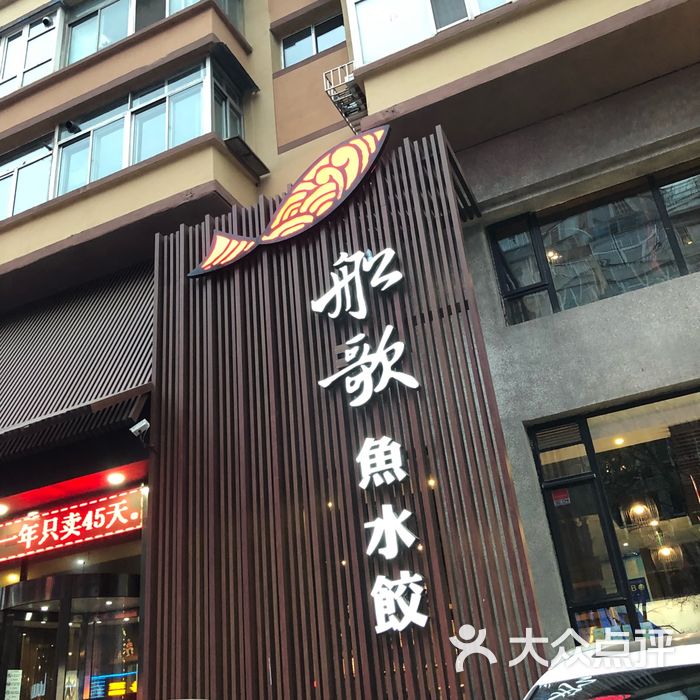 船歌
魚水餃
一年只卖45天。
大众点评